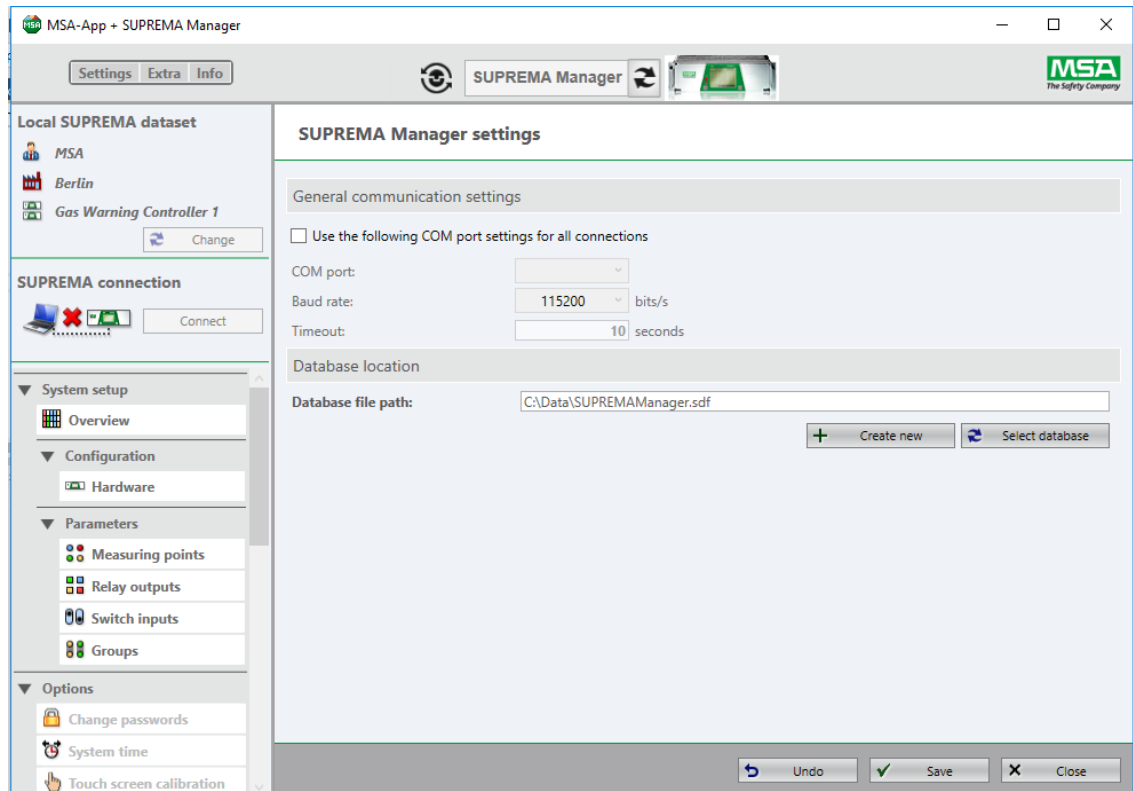 MSA-App + SUPREMA Manager
Settings Extra Info
SUPREMA Manager
MSA
The Safety Company
Local SUPREMA dataset
MSA
Berlin
Gas Warning Controller 1
Change
SUPREMA connection
Connect
System setup
Overview
Configuration
Hardware
Parameters
Measuring points
Relay outputs
Switch inputs
Groups
Options
Change passwords
System time
Touch screen calibration
SUPREMA Manager settings
General communication settings
Use the following COM port settings for all connections
COM port:
Baud rate: 115200 bits/s
Timeout: 10 seconds
Database location
Database file path: C:\Data\SUPREMAManager.sdf
Create new Select database
Undo Save Close